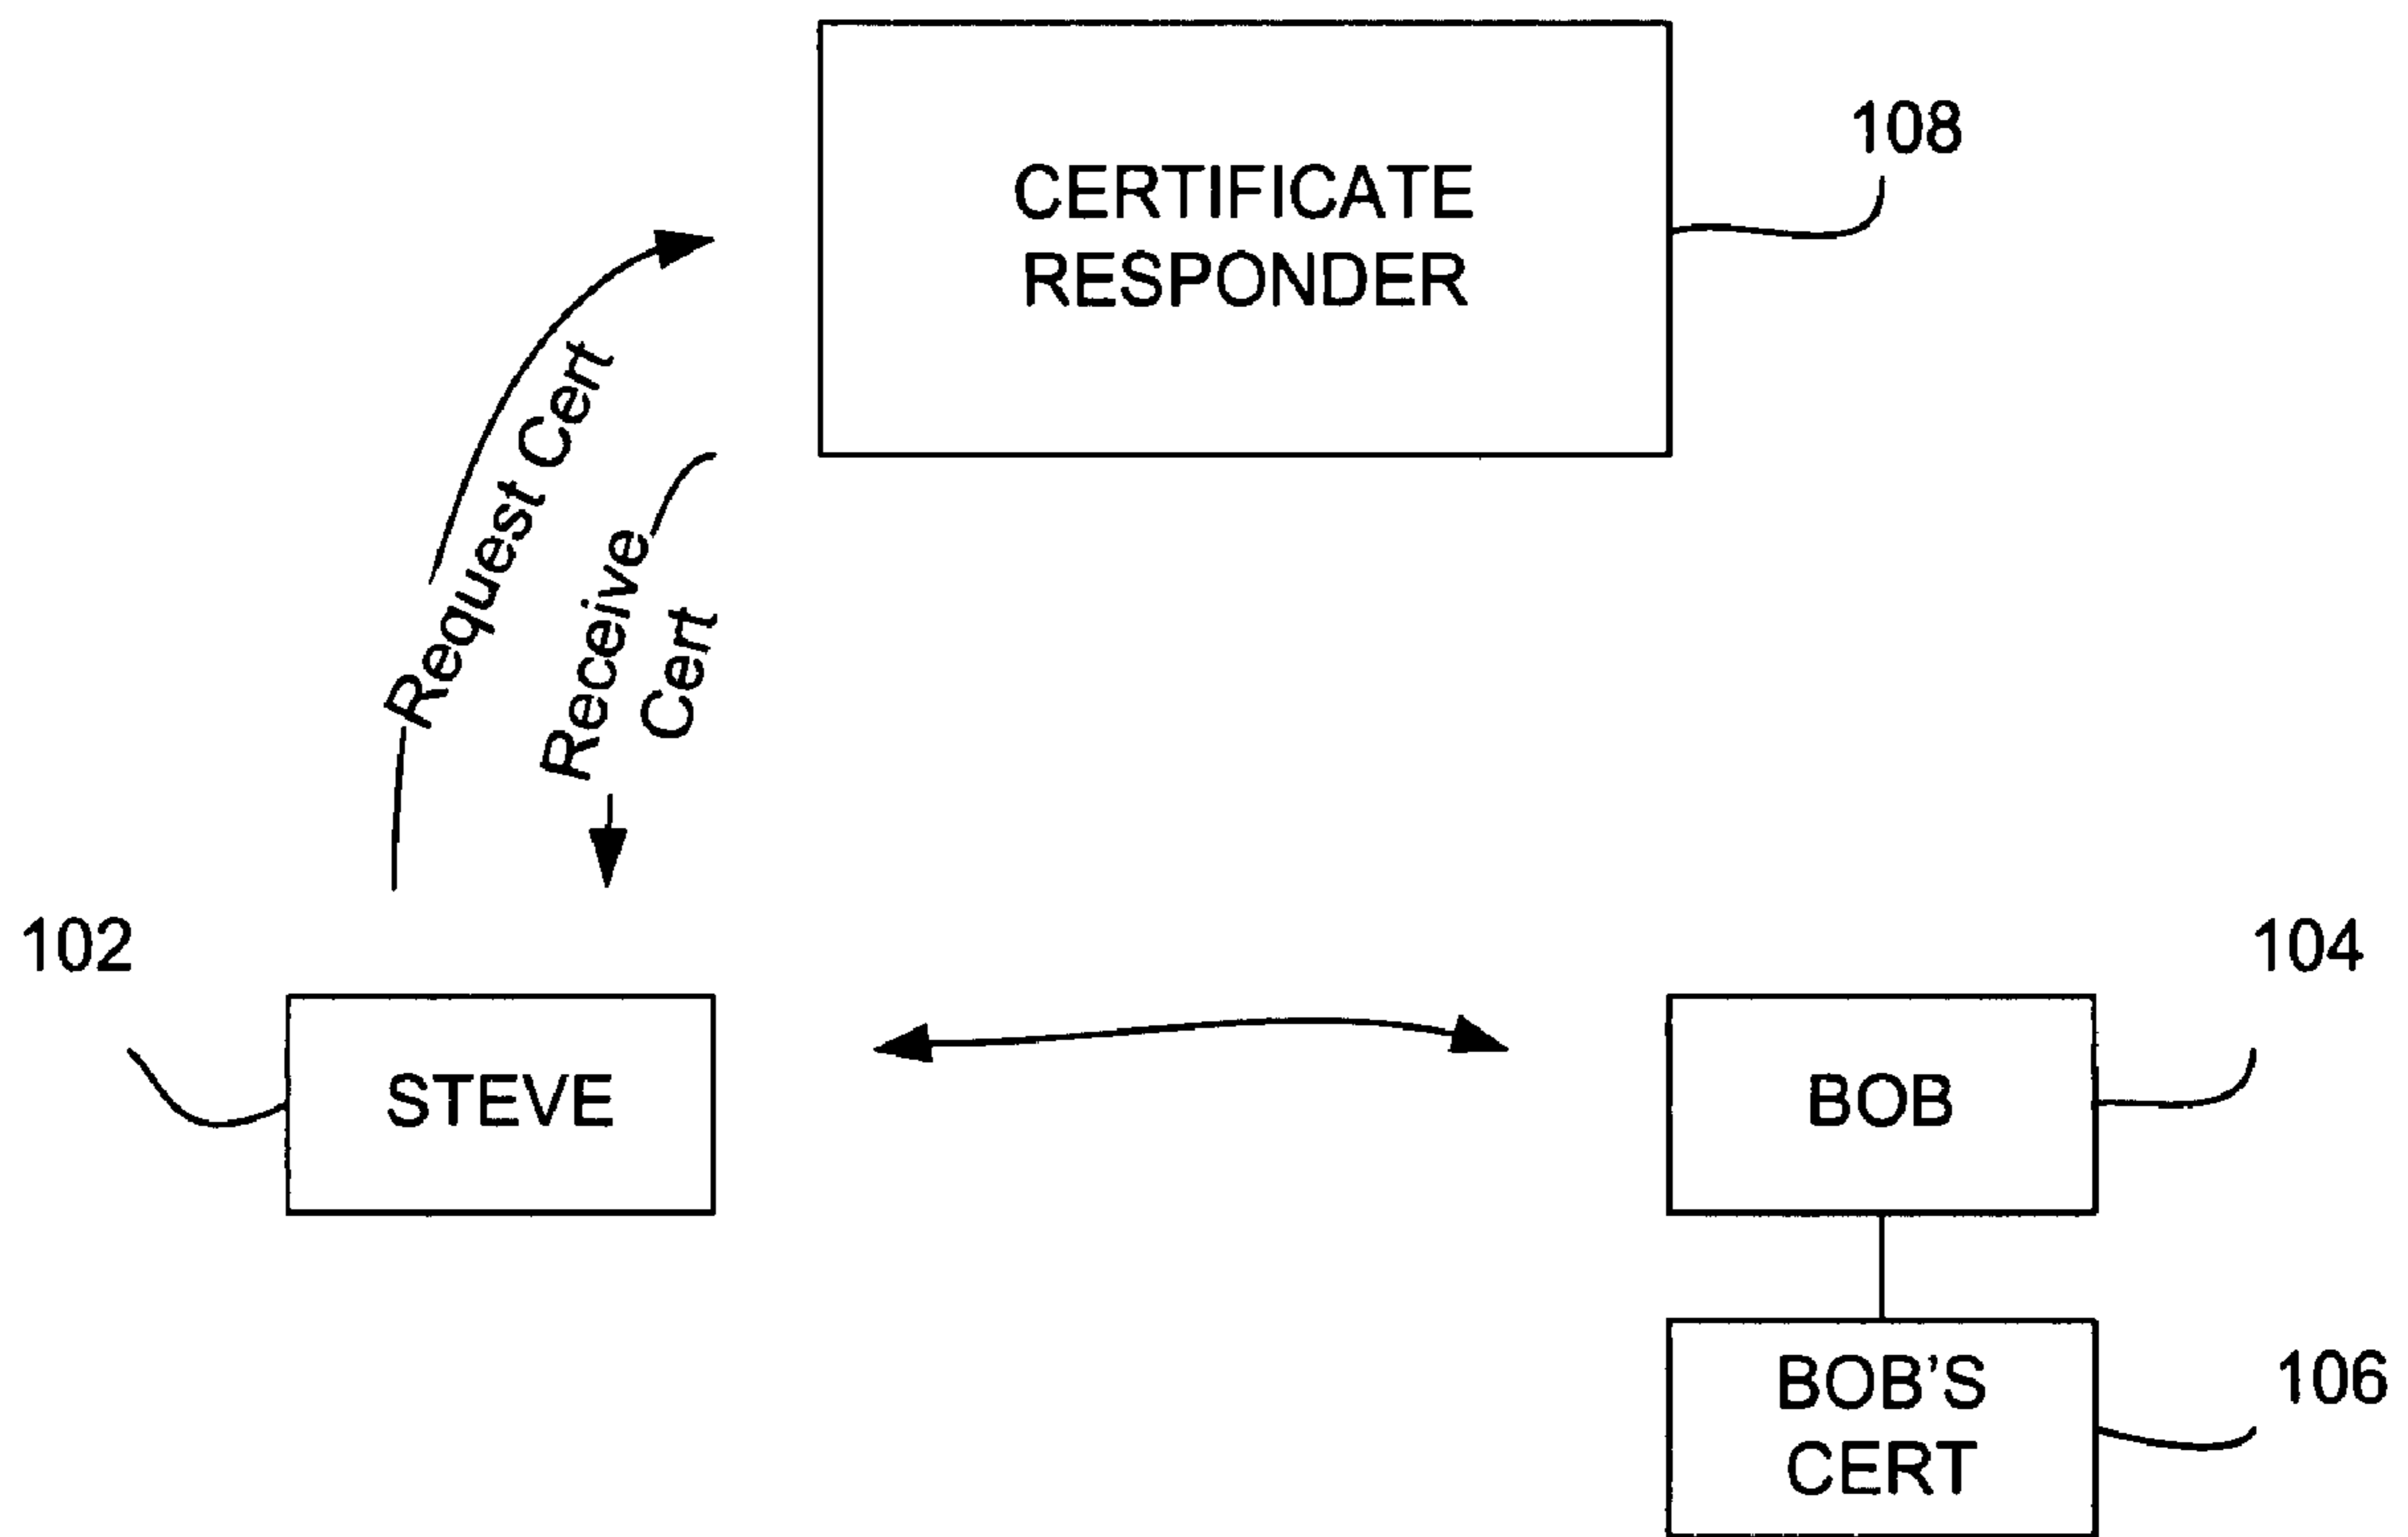 CERTIFICATE
RESPONDER
108
Request Cert
Receive
Cert
102
STEVE
104
BOB
BOB'S
CERT
106